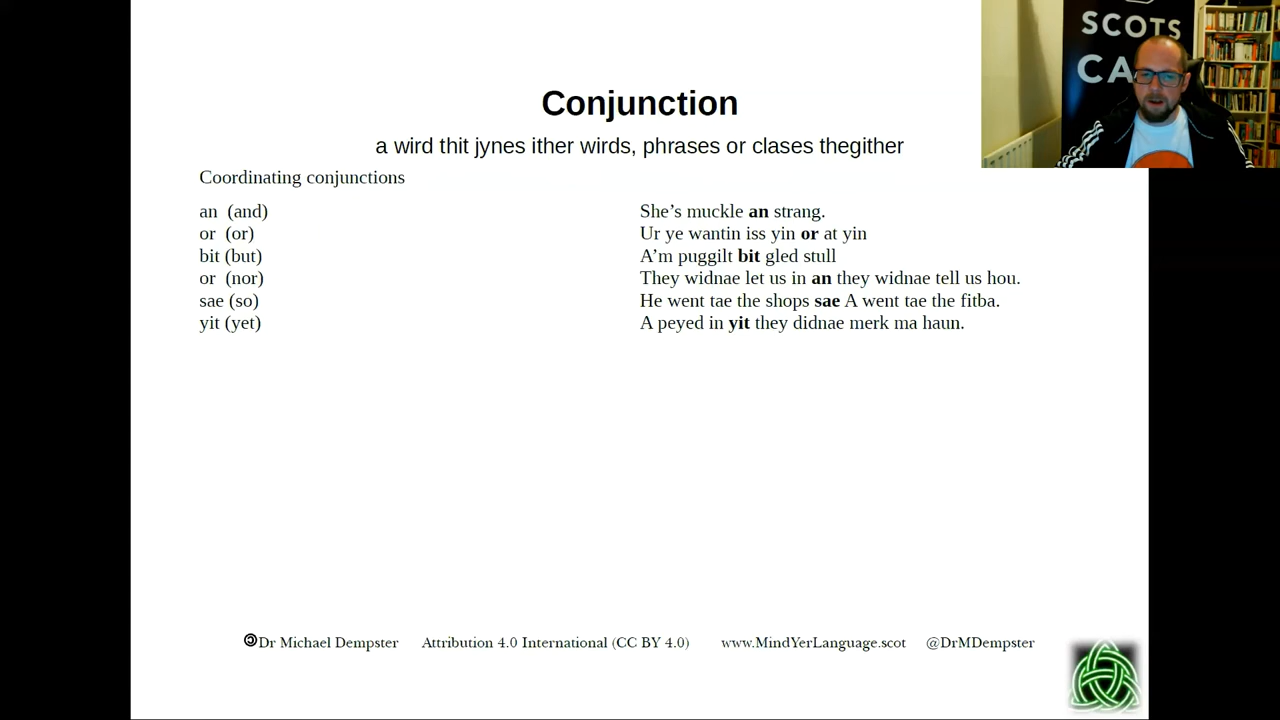 SCOTS
CA
Conjunction
a wird thit jynes ither wirds, phrases or clases thegither
Coordinating conjunctions
an (and)
or (or)
bit (but)
or (nor)
sae (so)
yit (yet)
She’s muckle an strang.
Ur ye wantin iss yin or at yin
A’m puggilt bit gled stull
They widnae let us in an they widnae tell us hou.
He went tae the shops sae A went tae the fitba.
A peyed in yit they didnae merk ma haun.
Dr Michael Dempster Attribution 4.0 International (CC BY 4.0) www.MindYerLanguage.scot @DrMDempster